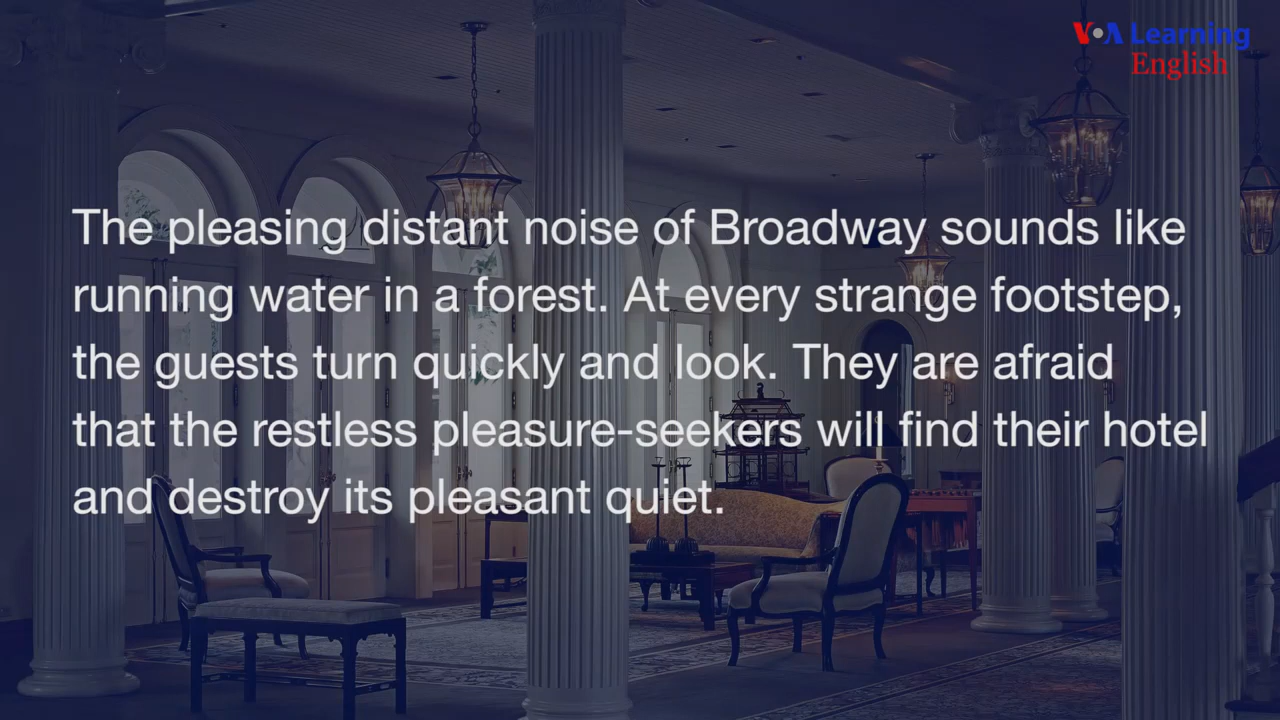 VOA Learning
English
The pleasing distant noise of Broadway sounds like
running water in a forest. At every strange footstep,
the guests turn quickly and look. They are afraid
that the restless pleasure-seekers will find their hotel
and destroy its pleasant quiet.